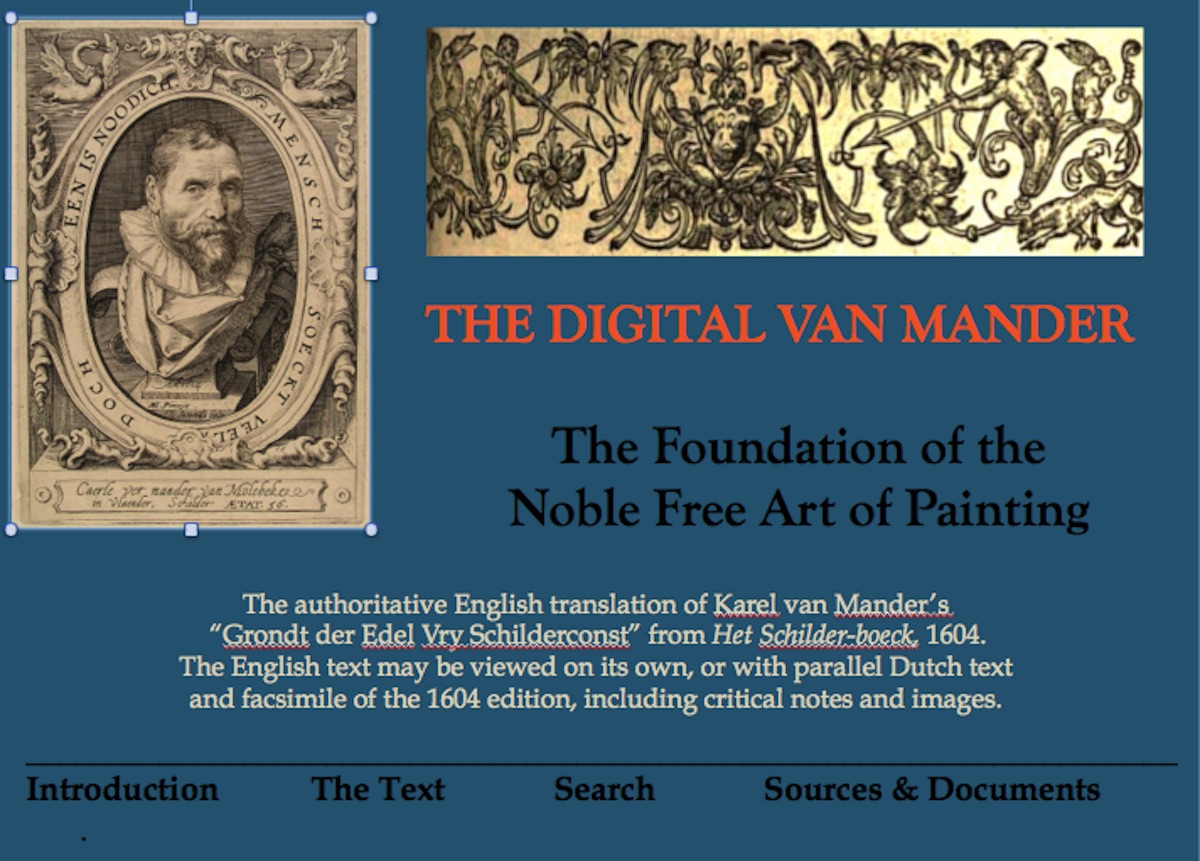 EEN IS NOODICH.
MENSCH SOECKT VEEL,
DOCH
Caerle ver mander van Molebeke
in Vlaender, Schilder ÆTAT. 56.
THE DIGITAL VAN MANDER
The Foundation of the
Noble Free Art of Painting
The authoritative English translation of Karel van Mander’s
“Grondt der Edel Vry Schilderconst” from Het Schilder-boeck, 1604.
The English text may be viewed on its own, or with parallel Dutch text
and facsimile of the 1604 edition, including critical notes and images.
Introduction The Text Search Sources & Documents
.